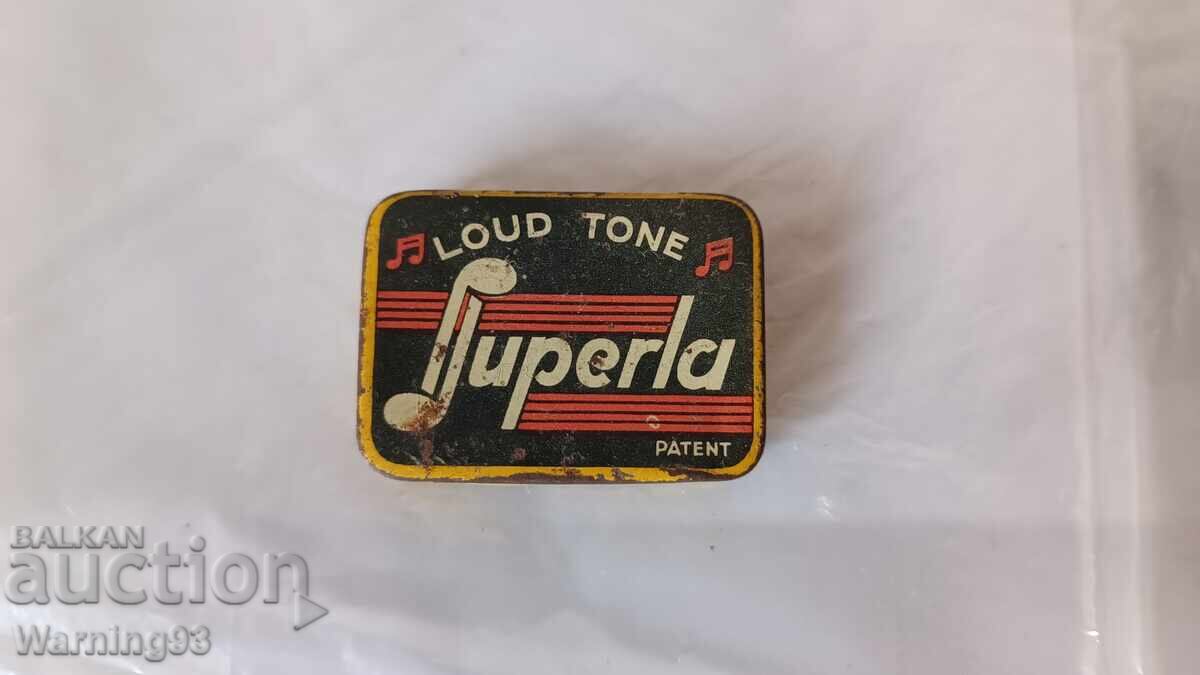 LOUD TONE
Superla
PATENT
BALKAN
auction
Warning93